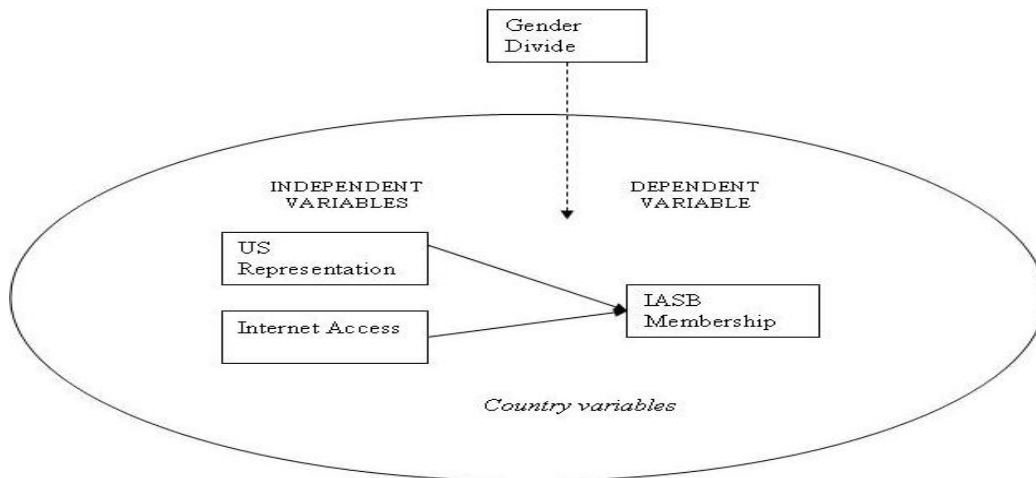 Gender
Divide
INDEPENDENT
VARIABLES
DEPENDENT
VARIABLE
US
Representation
IASB
Membership
Internet Access
Country variables